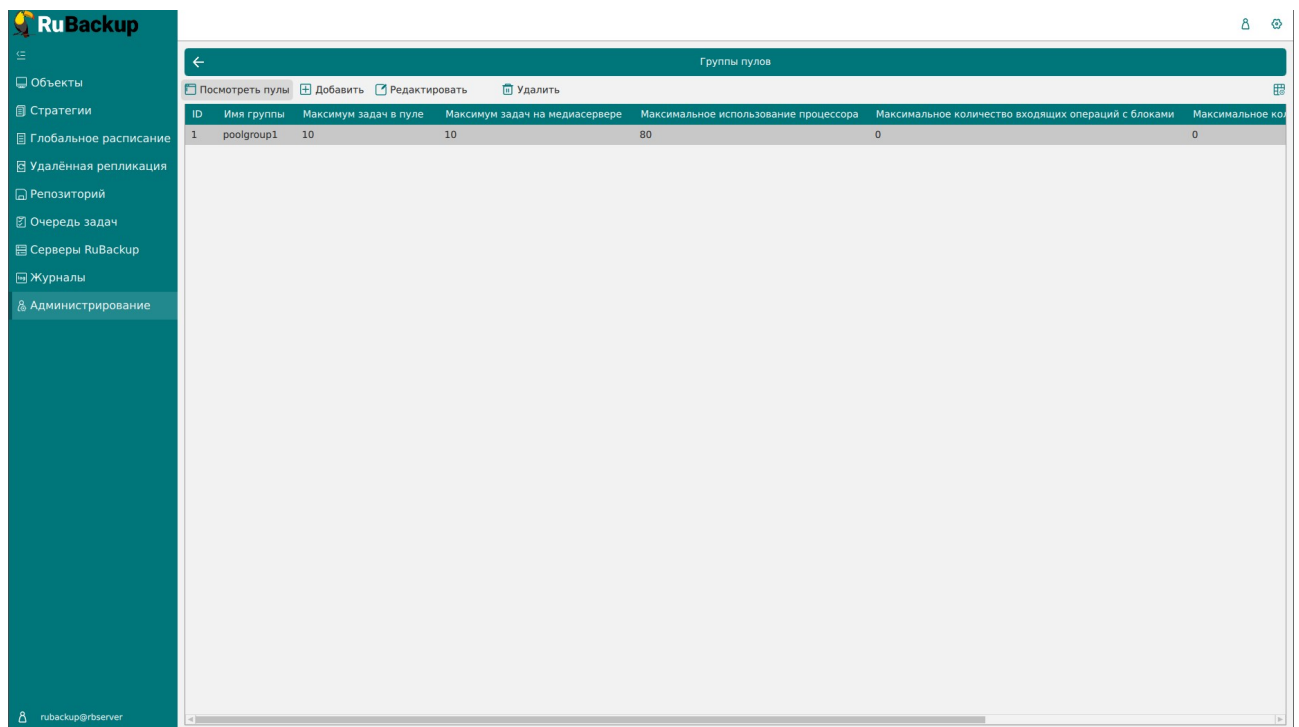 RuBackup
Группы пулов
Объекты
Стратегии
Глобальное расписание
Удалённая репликация
Репозиторий
Очередь задач
Серверы RuBackup
Журналы
Администрирование
Посмотреть пулы Добавить Редактировать Удалить
ID Имя группы Максимум задач в пуле Максимум задач на медиасервере Максимальное использование процессора Максимальное количество входящих операций с блоками Максимальное кол
1 poolgroup1 10 10 80 0 0
rubackup@rbserver